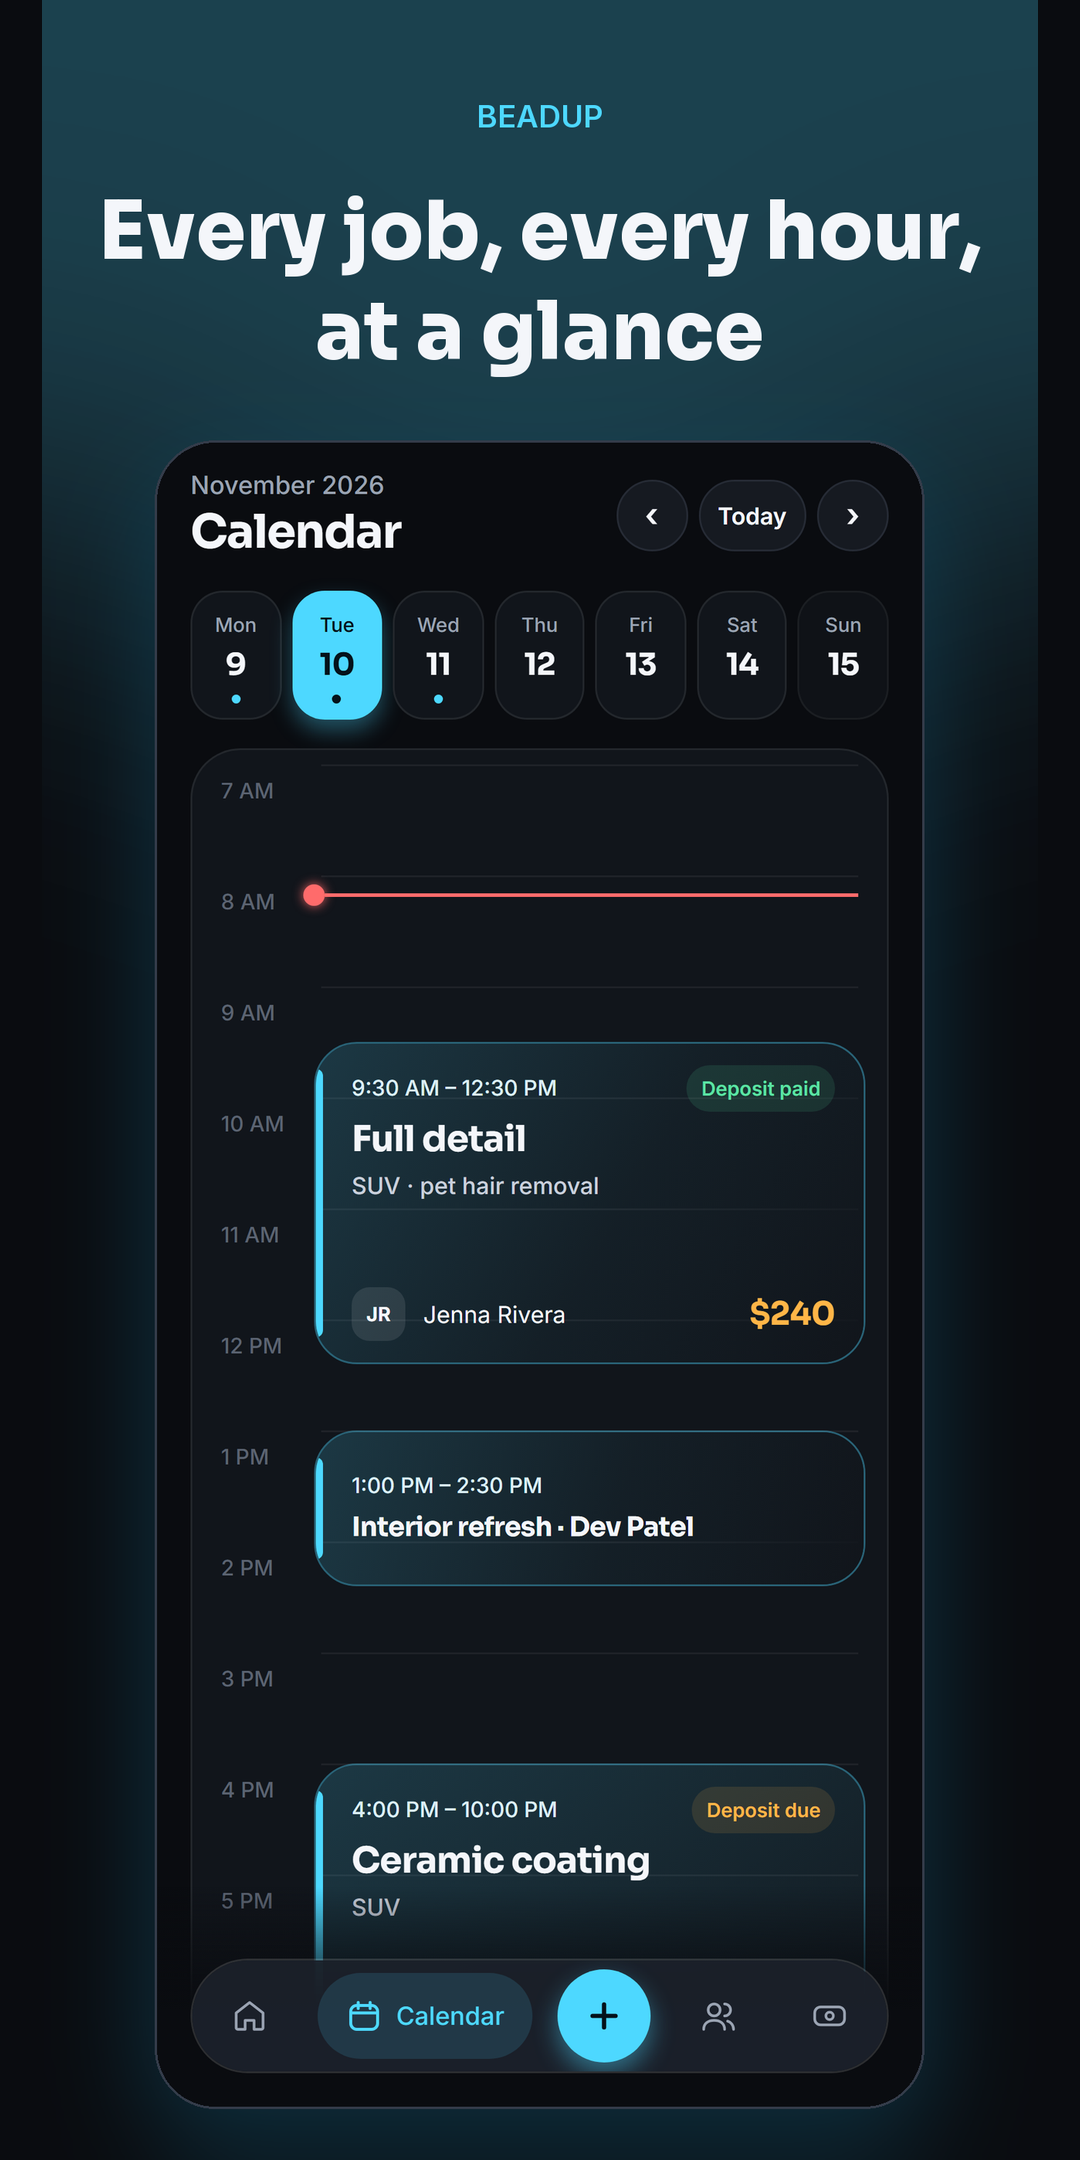 BEADUP
Every job, every hour,
at a glance
November 2026
Calendar
‹ Today ›
Mon Tue Wed Thu Fri Sat Sun
9 10 11 12 13 14 15
7 AM
8 AM
9 AM
9:30 AM – 12:30 PM Deposit paid
10 AM
Full detail
SUV · pet hair removal
11 AM
JR Jenna Rivera $240
12 PM
1 PM
1:00 PM – 2:30 PM
Interior refresh · Dev Patel
2 PM
3 PM
4 PM
4:00 PM – 10:00 PM Deposit due
Ceramic coating
5 PM
SUV
Calendar +